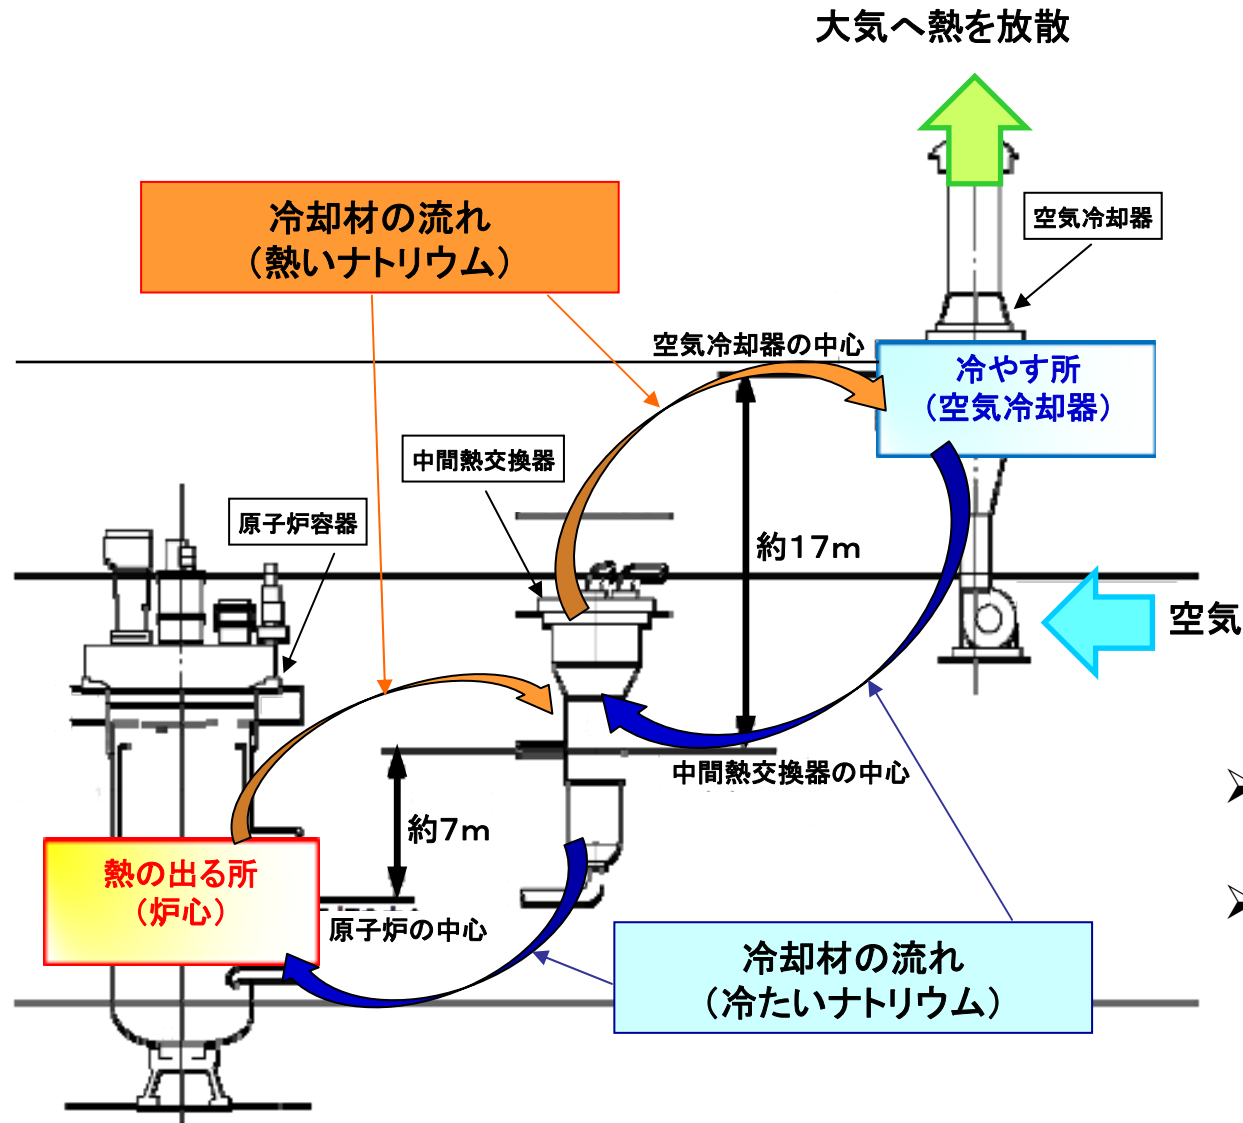 大気へ熱を放散
冷却材の流れ
（熱いナトリウム）
空気冷却器
空気冷却器の中心
冷やす所
（空気冷却器）
中間熱交換器
原子炉容器
約17m
空気
中間熱交換器の中心
約7m
熱の出る所
（炉心）
原子炉の中心
冷却材の流れ
（冷たいナトリウム）